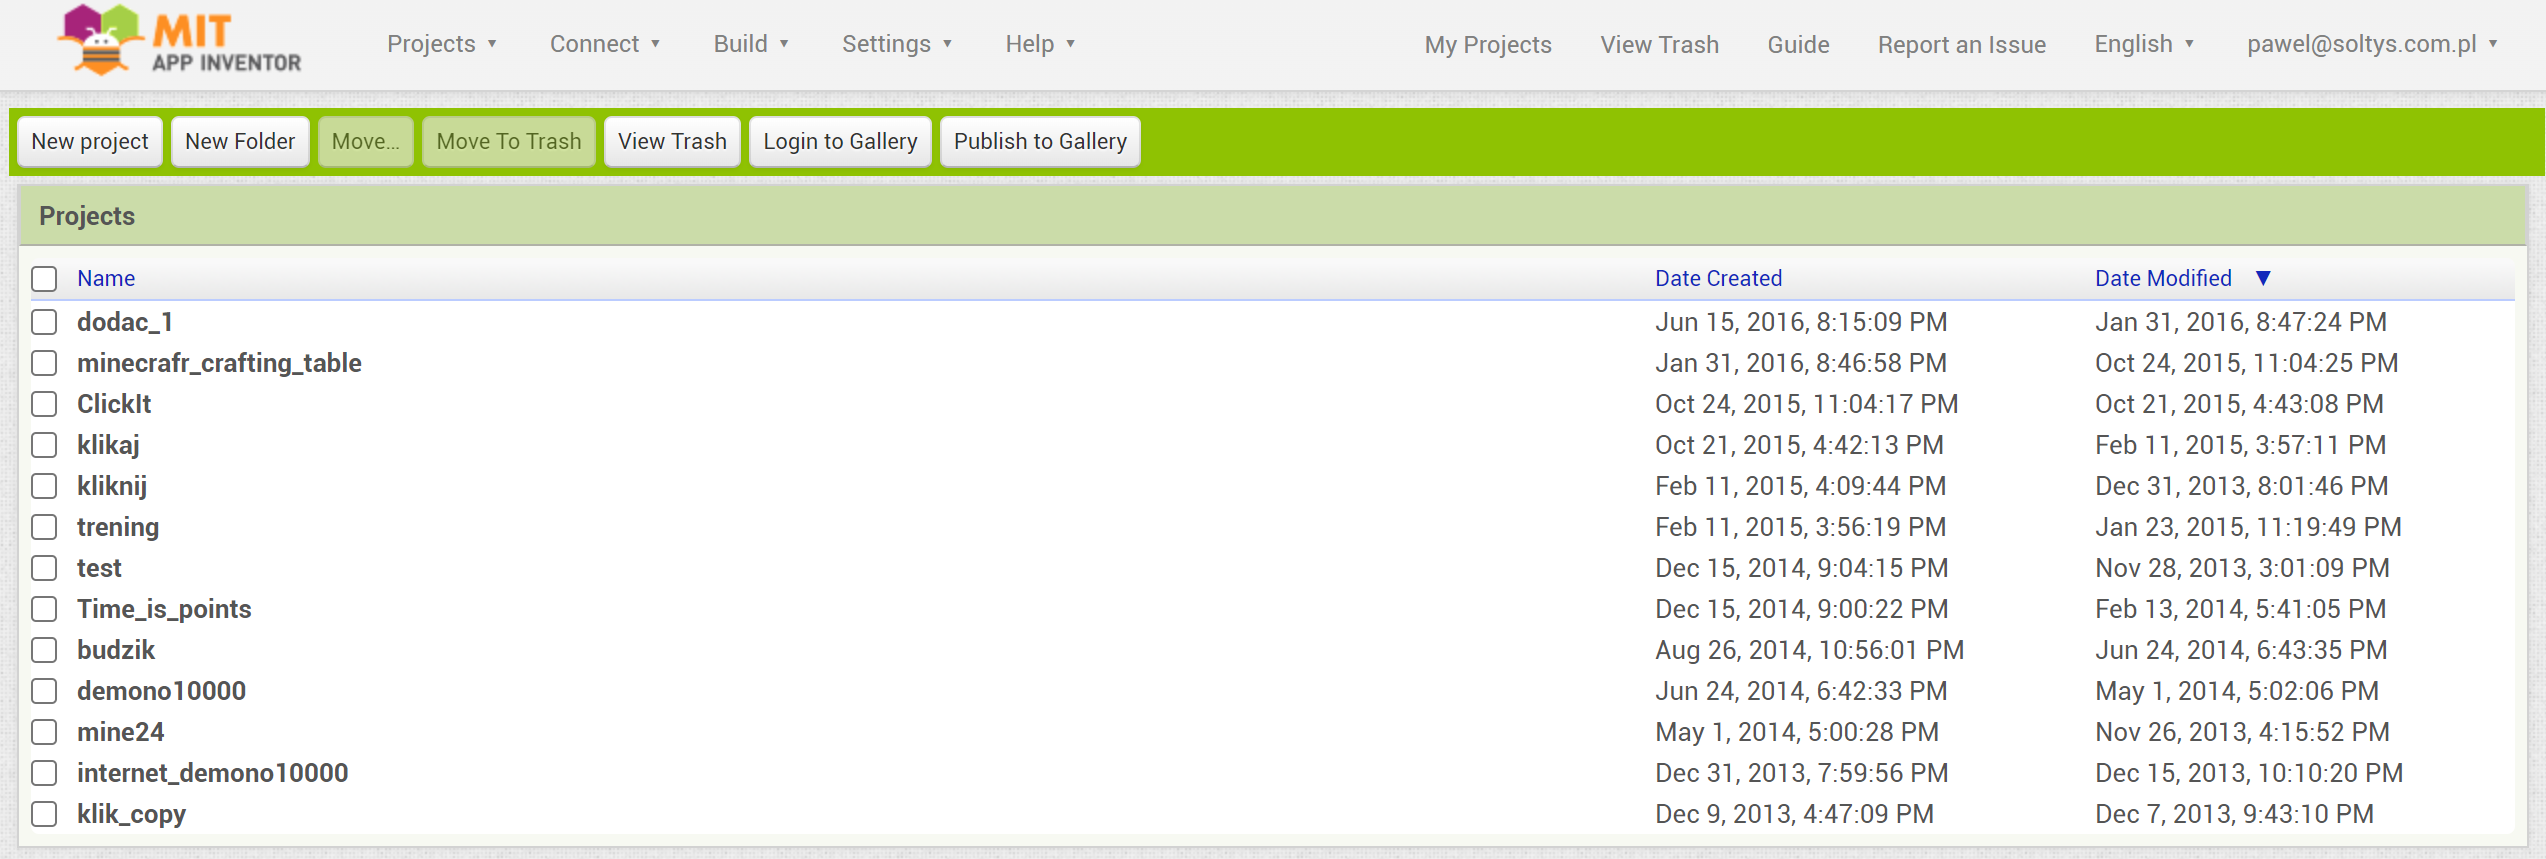 MIT
APP INVENTOR
Projects ▾ Connect ▾ Build ▾ Settings ▾ Help ▾ My Projects View Trash Guide Report an Issue English ▾ pawel@soltys.com.pl ▾
New project New Folder Move... Move To Trash View Trash Login to Gallery Publish to Gallery
Projects
Name Date Created Date Modified ▼
dodac_1 Jun 15, 2016, 8:15:09 PM Jan 31, 2016, 8:47:24 PM
minecrafr_crafting_table Jan 31, 2016, 8:46:58 PM Oct 24, 2015, 11:04:25 PM
ClickIt Oct 24, 2015, 11:04:17 PM Oct 21, 2015, 4:43:08 PM
klikaj Oct 21, 2015, 4:42:13 PM Feb 11, 2015, 3:57:11 PM
kliknij Feb 11, 2015, 4:09:44 PM Dec 31, 2013, 8:01:46 PM
trening Feb 11, 2015, 3:56:19 PM Jan 23, 2015, 11:19:49 PM
test Dec 15, 2014, 9:04:15 PM Nov 28, 2013, 3:01:09 PM
Time_is_points Dec 15, 2014, 9:00:22 PM Feb 13, 2014, 5:41:05 PM
budzik Aug 26, 2014, 10:56:01 PM Jun 24, 2014, 6:43:35 PM
demono10000 Jun 24, 2014, 6:42:33 PM May 1, 2014, 5:02:06 PM
mine24 May 1, 2014, 5:00:28 PM Nov 26, 2013, 4:15:52 PM
internet_demono10000 Dec 31, 2013, 7:59:56 PM Dec 15, 2013, 10:10:20 PM
klik_copy Dec 9, 2013, 4:47:09 PM Dec 7, 2013, 9:43:10 PM